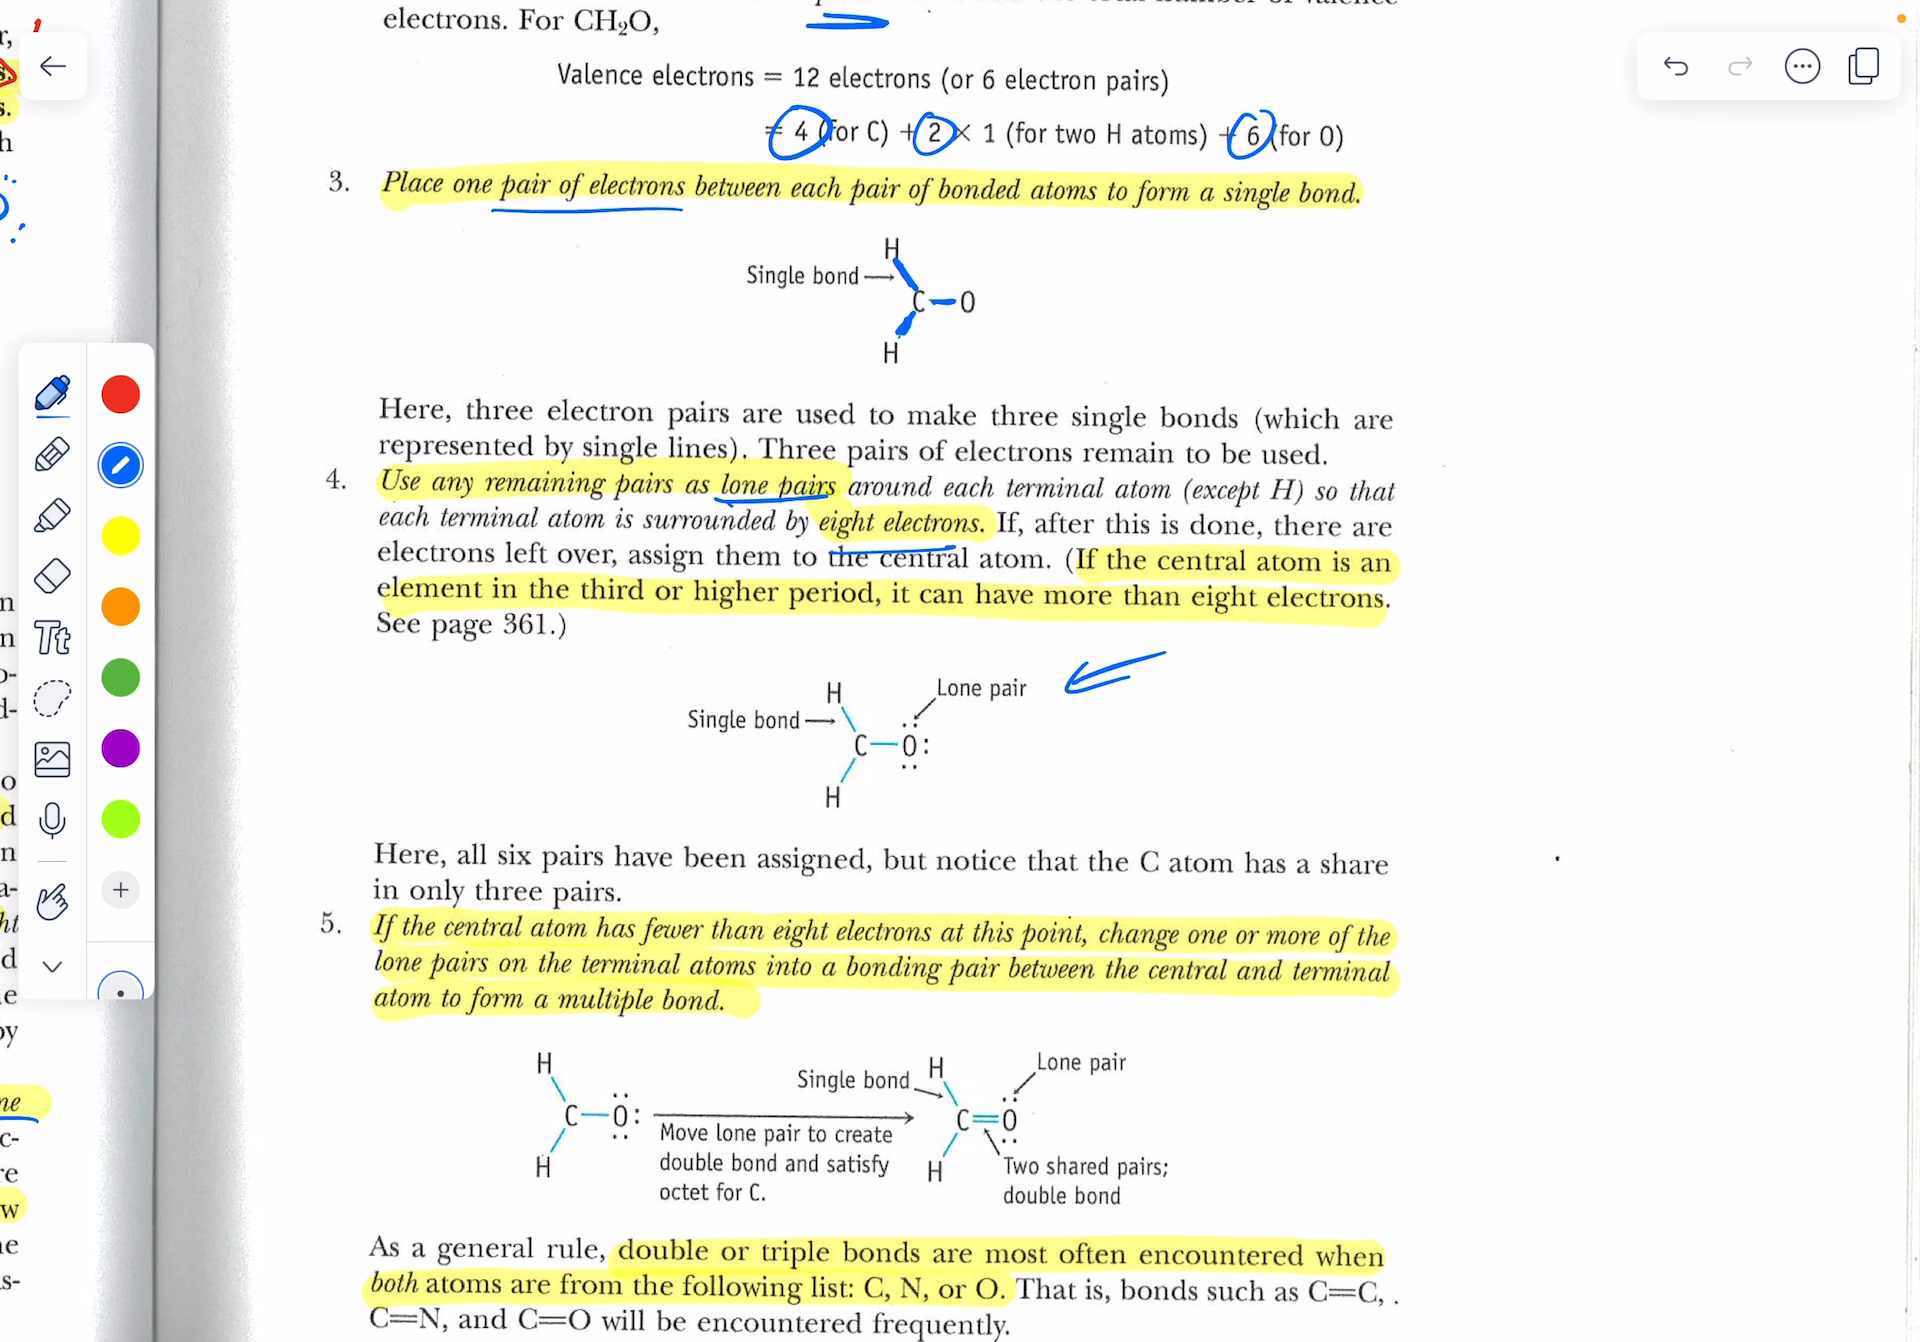 electrons. For CH₂O,
Valence electrons = 12 electrons (or 6 electron pairs)
= 4 (for C) + 2 × 1 (for two H atoms) + 6 (for O)
3. Place one pair of electrons between each pair of bonded atoms to form a single bond.
H
Single bond
C–O
H
Here, three electron pairs are used to make three single bonds (which are
represented by single lines). Three pairs of electrons remain to be used.
4. Use any remaining pairs as lone pairs around each terminal atom (except H) so that
each terminal atom is surrounded by eight electrons. If, after this is done, there are
electrons left over, assign them to the central atom. (If the central atom is an
element in the third or higher period, it can have more than eight electrons.
See page 361.)
H
Lone pair
Single bond
C–O:
H
Here, all six pairs have been assigned, but notice that the C atom has a share
in only three pairs.
5. If the central atom has fewer than eight electrons at this point, change one or more of the
lone pairs on the terminal atoms into a bonding pair between the central and terminal
atom to form a multiple bond.
H
Single bond
H
Lone pair
C–O:
C=O
Move lone pair to create
double bond and satisfy
octet for C.
H
H
Two shared pairs;
double bond
As a general rule, double or triple bonds are most often encountered when
both atoms are from the following list: C, N, or O. That is, bonds such as C=C,
C=N, and C=O will be encountered frequently.
Tt